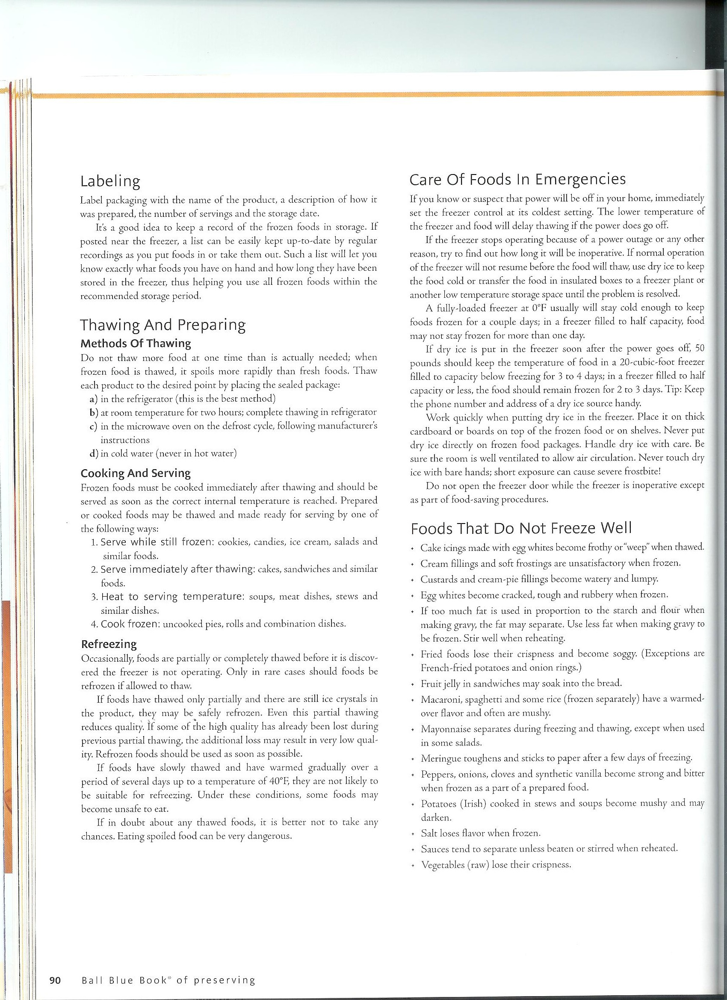 Labeling
Label packaging with the name of the product, a description of how it
was prepared, the number of servings and the storage date.
It's a good idea to keep a record of the frozen foods in storage. If
posted near the freezer, a list can be easily kept up-to-date by regular
recordings as you put foods in or take them out. Such a list will let you
know exactly what foods you have on hand and how long they have been
stored in the freezer, thus helping you use all frozen foods within the
recommended storage period.
Thawing And Preparing
Methods Of Thawing
Do not thaw more food at one time than is actually needed; when
frozen food is thawed, it spoils more rapidly than fresh foods. Thaw
each product to the desired point by placing the sealed package:
a) in the refrigerator (this is the best method)
b) at room temperature for two hours; complete thawing in refrigerator
c) in the microwave oven on the defrost cycle, following manufacturer's
instructions
d) in cold water (never in hot water)
Cooking And Serving
Frozen foods must be cooked immediately after thawing and should be
served as soon as the correct internal temperature is reached. Prepared
or cooked foods may be thawed and made ready for serving by one of
the following ways:
1. Serve while still frozen: cookies, candies, ice cream, salads and
similar foods.
2. Serve immediately after thawing: cakes, sandwiches and similar
foods.
3. Heat to serving temperature: soups, meat dishes, stews and
similar dishes.
4. Cook frozen: uncooked pies, rolls and combination dishes.
Refreezing
Occasionally, foods are partially or completely thawed before it is discov-
ered the freezer is not operating. Only in rare cases should foods be
refrozen if allowed to thaw.
If foods have thawed only partially and there are still ice crystals in
the product, they may be safely refrozen. Even this partial thawing
reduces quality. If some of the high quality has already been lost during
previous partial thawing, the additional loss may result in very low qual-
ity. Refrozen foods should be used as soon as possible.
If foods have slowly thawed and have warmed gradually over a
period of several days up to a temperature of 40°F, they are not likely to
be suitable for refreezing. Under these conditions, some foods may
become unsafe to eat.
If in doubt about any thawed foods, it is better not to take any
chances. Eating spoiled food can be very dangerous.
Care Of Foods In Emergencies
If you know or suspect that power will be off in your home, immediately
set the freezer control at its coldest setting. The lower temperature of
the freezer and food will delay thawing if the power does go off.
If the freezer stops operating because of a power outage or any other
reason, try to find out how long it will be inoperative. If normal operation
of the freezer will not resume before the food will thaw, use dry ice to keep
the food cold or transfer the food in insulated boxes to a freezer plant or
another low temperature storage space until the problem is resolved.
A fully-loaded freezer at 0°F usually will stay cold enough to keep
foods frozen for a couple days; in a freezer filled to half capacity, food
may not stay frozen for more than one day.
If dry ice is put in the freezer soon after the power goes off, 50
pounds should keep the temperature of food in a 20-cubic-foot freezer
filled to capacity below freezing for 3 to 4 days; in a freezer filled to half
capacity or less, the food should remain frozen for 2 to 3 days. Tip: Keep
the phone number and address of a dry ice source handy.
Work quickly when putting dry ice in the freezer. Place it on thick
cardboard or boards on top of the frozen food or on shelves. Never put
dry ice directly on frozen food packages. Handle dry ice with care. Be
sure the room is well ventilated to allow air circulation. Never touch dry
ice with bare hands; short exposure can cause severe frostbite!
Do not open the freezer door while the freezer is inoperative except
as part of food-saving procedures.
Foods That Do Not Freeze Well
+ Cake icings made with egg whites become frothy or "weep" when thawed.
+ Cream fillings and soft frostings are unsatisfactory when frozen.
+ Custards and cream-pie fillings become watery and lumpy.
+ Egg whites become cracked, tough and rubbery when frozen.
+ If too much fat is used in proportion to the starch and flour when
making gravy, the fat may separate. Use less fat when making gravy to
be frozen. Stir well when reheating.
+ Fried foods lose their crispness and become soggy. (Exceptions are
French-fried potatoes and onion rings.)
+ Fruit jelly in sandwiches may soak into the bread.
+ Macaroni, spaghetti and some rice (frozen separately) have a warmed-
over flavor and often are mushy.
+ Mayonnaise separates during freezing and thawing, except when used
in some salads.
+ Meringue toughens and sticks to paper after a few days of freezing.
+ Peppers, onions, cloves and synthetic vanilla become strong and bitter
when frozen as a part of a prepared food.
+ Potatoes (Irish) cooked in stews and soups become mushy and may
darken.
+ Salt loses flavor when frozen.
+ Sauces tend to separate unless beaten or stirred when reheated.
+ Vegetables (raw) lose their crispness.
90 Ball Blue Book® of preserving